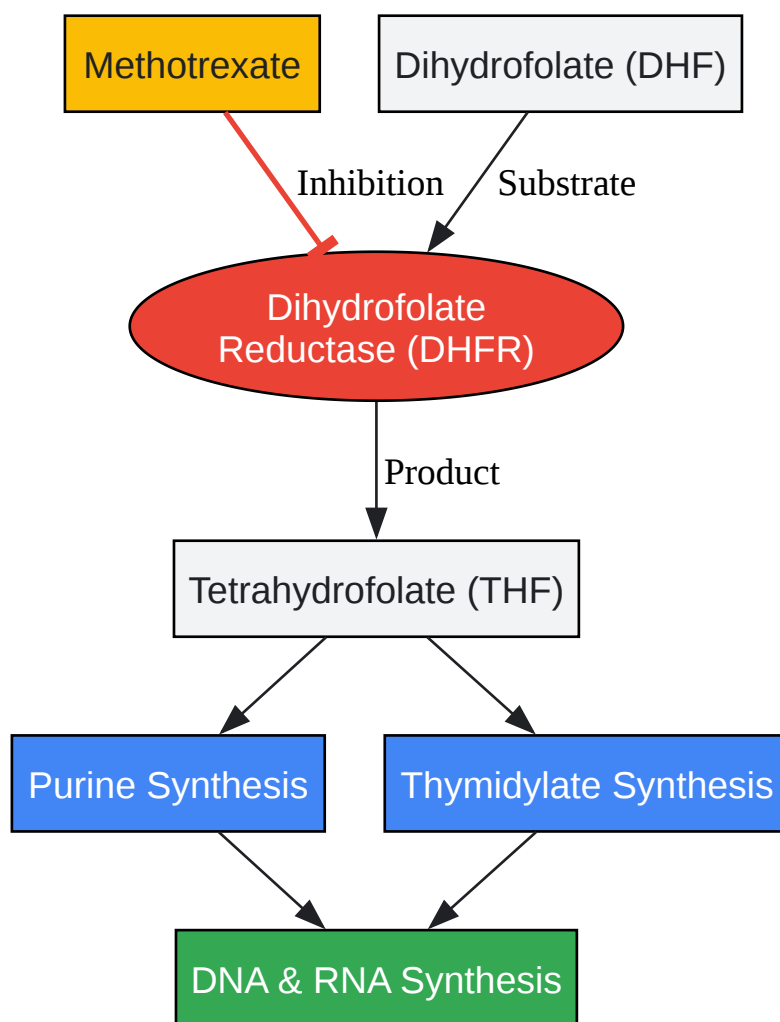 Methotrexate
Dihydrofolate (DHF)
Inhibition
Substrate
Dihydrofolate
Reductase (DHFR)
Product
Tetrahydrofolate (THF)
Purine Synthesis
Thymidylate Synthesis
DNA & RNA Synthesis